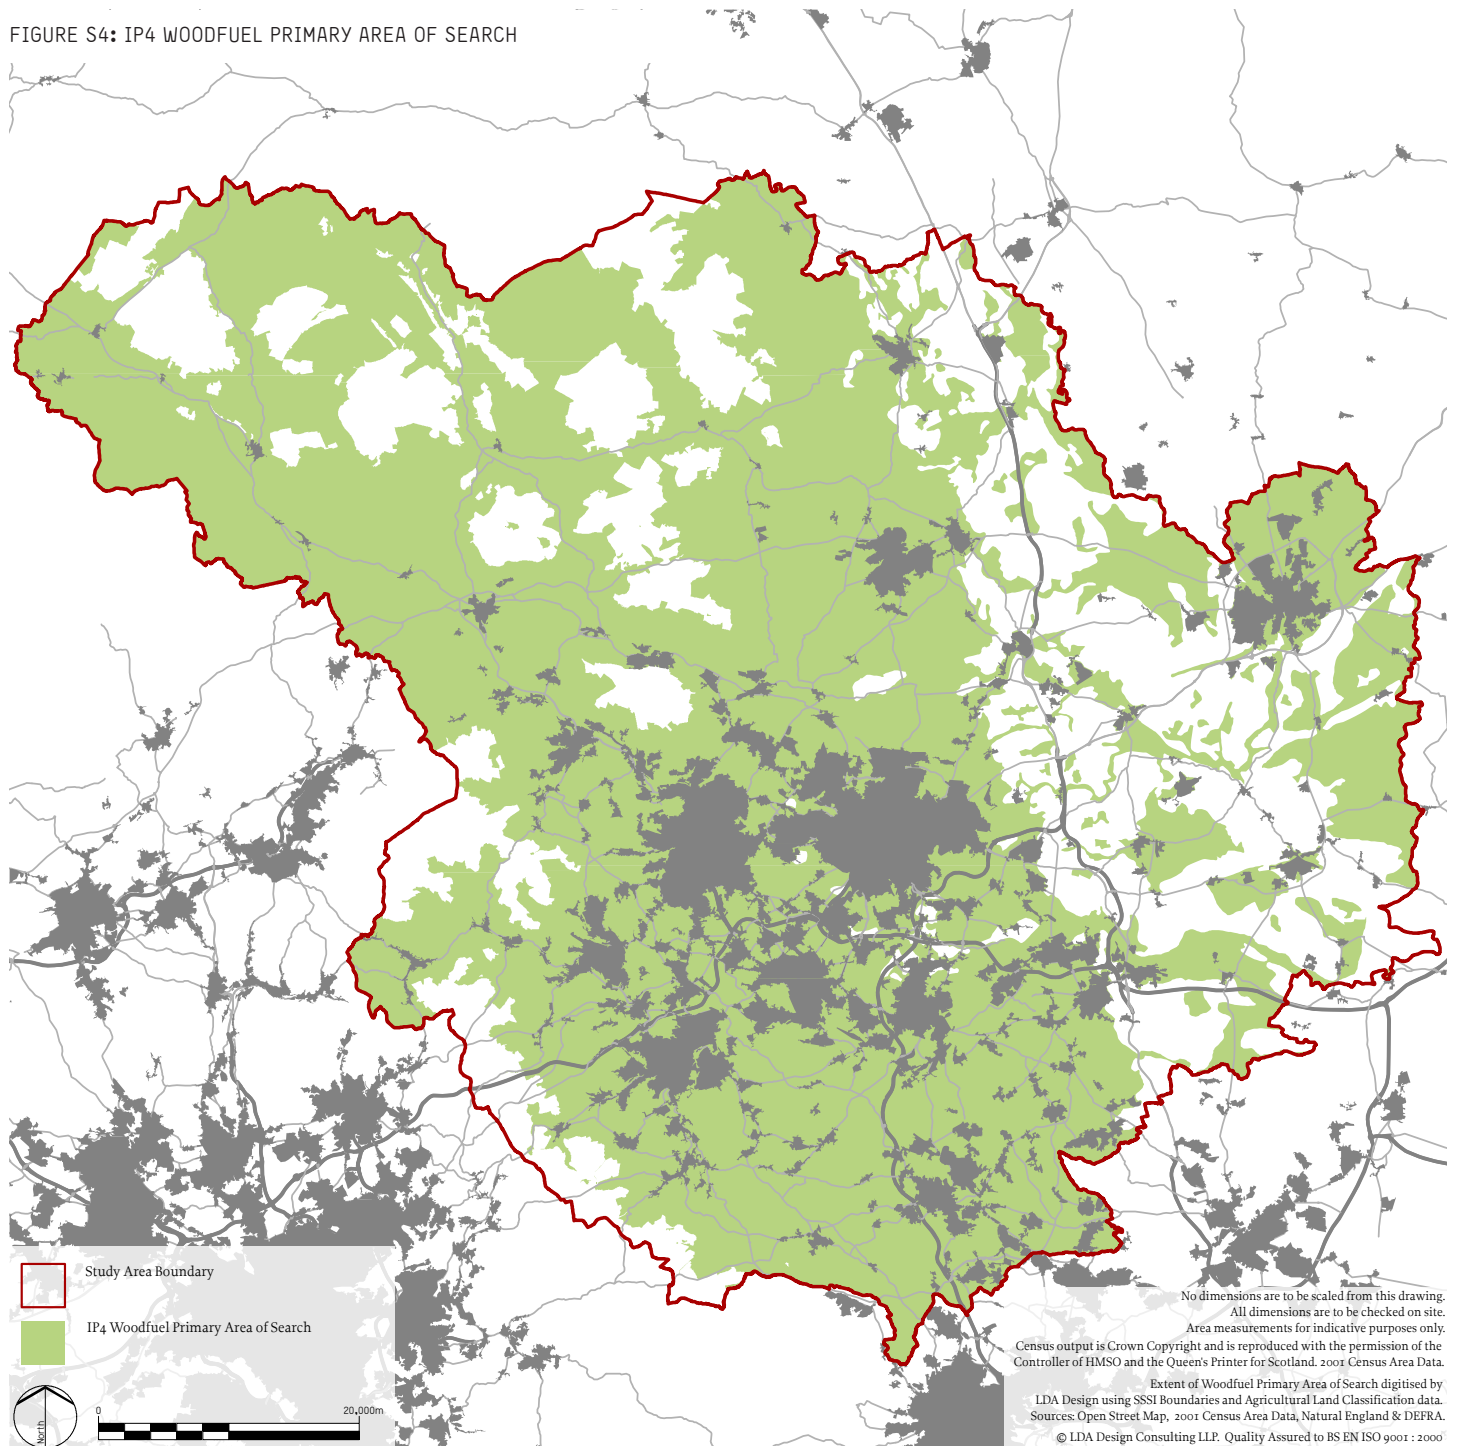 FIGURE S4: IP4 WOODFUEL PRIMARY AREA OF SEARCH
Study Area Boundary
IP4 Woodfuel Primary Area of Search
North
0 20,000m
No dimensions are to be scaled from this drawing.
All dimensions are to be checked on site.
Area measurements for indicative purposes only.
Census output is Crown Copyright and is reproduced with the permission of the
Controller of HMSO and the Queen's Printer for Scotland. 2001 Census Area Data.
Extent of Woodfuel Primary Area of Search digitised by
LDA Design using SSSI Boundaries and Agricultural Land Classification data.
Sources: Open Street Map, 2001 Census Area Data, Natural England & DEFRA.
© LDA Design Consulting LLP. Quality Assured to BS EN ISO 9001 : 2000